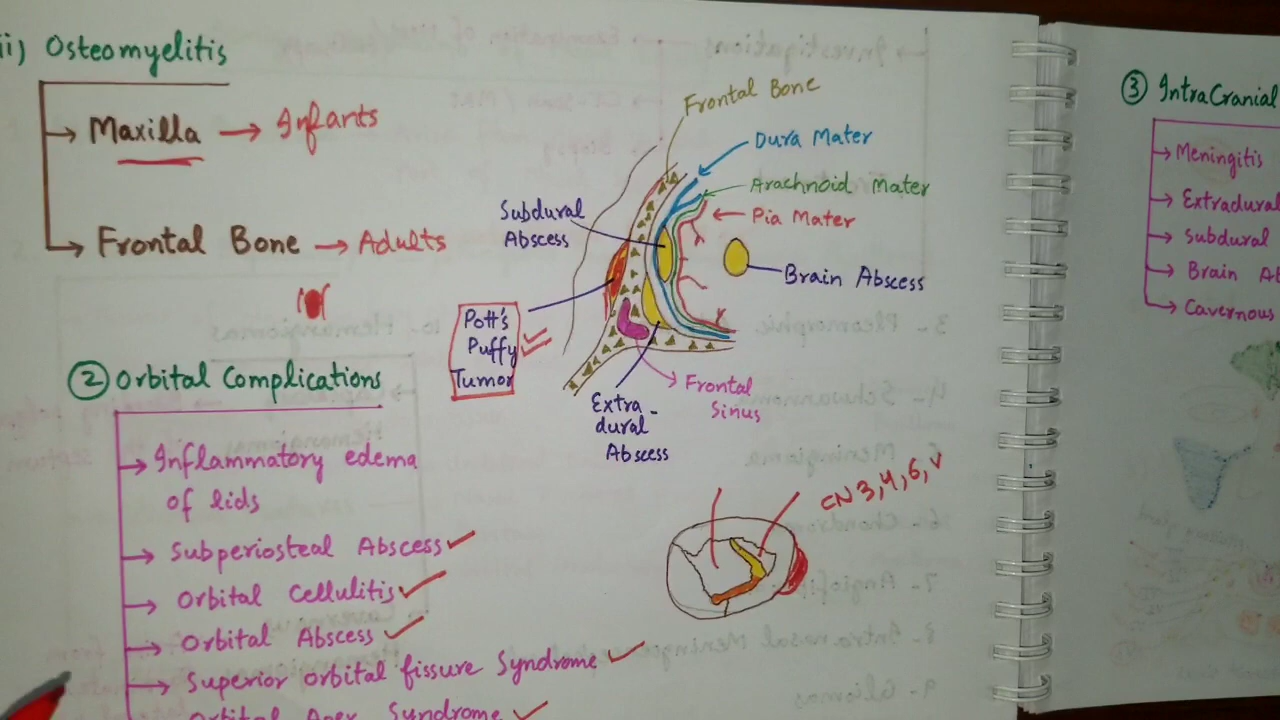 ii) Osteomyelitis
Maxilla → Infants
Frontal Bone → Adults
Frontal Bone
Dura Mater
Arachnoid Mater
Pia Mater
Subdural
Abscess
Brain Abscess
Pott's
Puffy
Tumor
Frontal
Sinus
Extra-
dural
Abscess
② Orbital Complications
→ Inflammatory edema
of lids
→ Subperiosteal Abscess
→ Orbital Cellulitis
→ Orbital Abscess
→ Superior orbital fissure Syndrome
Orbital Apex Syndrome
CN 3,4,6,V
③ IntraCranial
→ Meningitis
→ Extradural
→ Subdural
→ Brain Ab
→ Cavernous